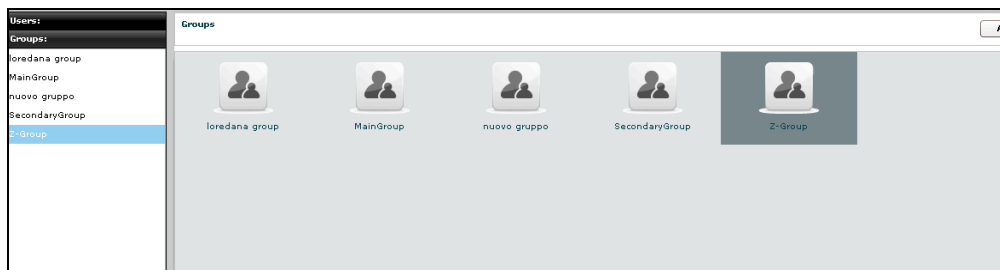 Users:
Groups:
loredana group
MainGroup
nuovo gruppo
SecondaryGroup
Z-Group
Groups
A
loredana group
MainGroup
nuovo gruppo
SecondaryGroup
Z-Group